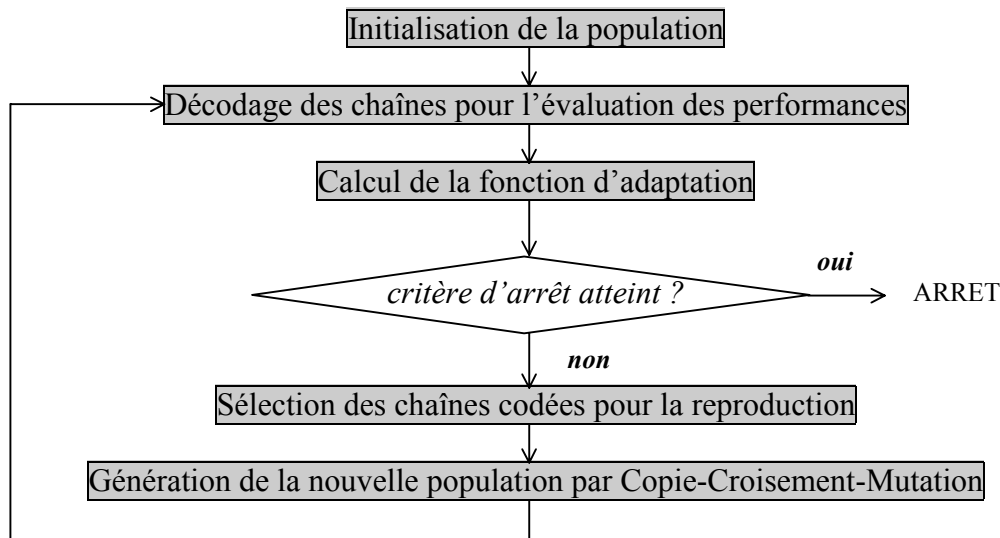 Initialisation de la population
Décodage des chaînes pour l’évaluation des performances
Calcul de la fonction d’adaptation
oui
critère d’arrêt atteint ?
ARRET
non
Sélection des chaînes codées pour la reproduction
Génération de la nouvelle population par Copie-Croisement-Mutation